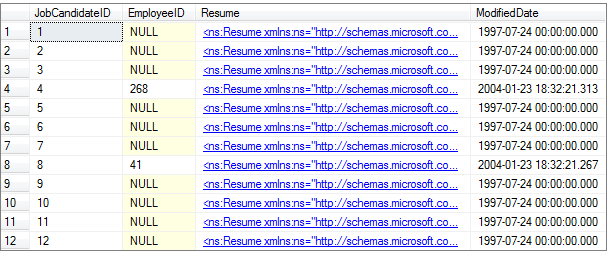 JobCandidateID EmployeeID Resume ModifiedDate
1 1 NULL <ns:Resume xmlns:ns="http://schemas.microsoft.co... 1997-07-24 00:00:00.000
2 2 NULL <ns:Resume xmlns:ns="http://schemas.microsoft.co... 1997-07-24 00:00:00.000
3 3 NULL <ns:Resume xmlns:ns="http://schemas.microsoft.co... 1997-07-24 00:00:00.000
4 4 268 <ns:Resume xmlns:ns="http://schemas.microsoft.co... 2004-01-23 18:32:21.313
5 5 NULL <ns:Resume xmlns:ns="http://schemas.microsoft.co... 1997-07-24 00:00:00.000
6 6 NULL <ns:Resume xmlns:ns="http://schemas.microsoft.co... 1997-07-24 00:00:00.000
7 7 NULL <ns:Resume xmlns:ns="http://schemas.microsoft.co... 1997-07-24 00:00:00.000
8 8 41 <ns:Resume xmlns:ns="http://schemas.microsoft.co... 2004-01-23 18:32:21.267
9 9 NULL <ns:Resume xmlns:ns="http://schemas.microsoft.co... 1997-07-24 00:00:00.000
10 10 NULL <ns:Resume xmlns:ns="http://schemas.microsoft.co... 1997-07-24 00:00:00.000
11 11 NULL <ns:Resume xmlns:ns="http://schemas.microsoft.co... 1997-07-24 00:00:00.000
12 12 NULL <ns:Resume xmlns:ns="http://schemas.microsoft.co... 1997-07-24 00:00:00.000